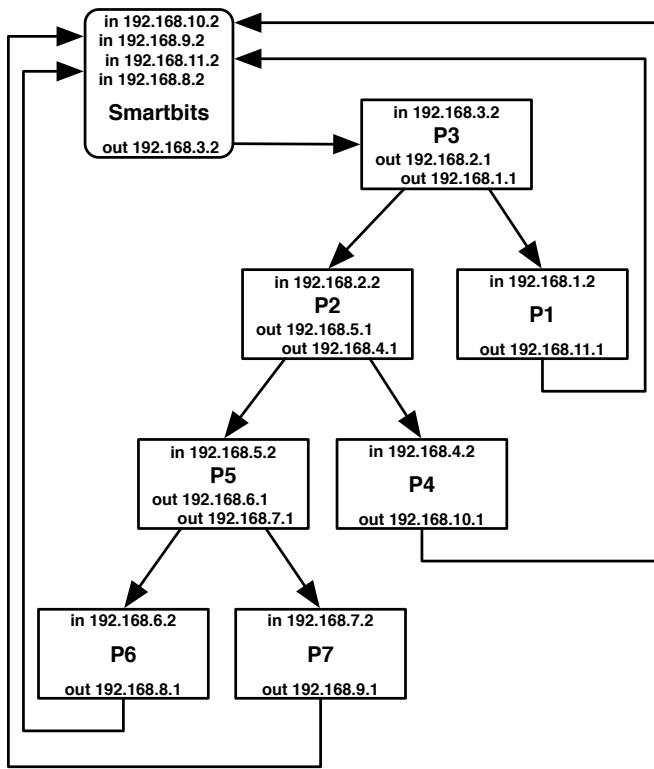 in 192.168.10.2
in 192.168.9.2
in 192.168.11.2
in 192.168.8.2
Smartbits
out 192.168.3.2
in 192.168.3.2
P3
out 192.168.2.1
out 192.168.1.1
in 192.168.2.2
P2
out 192.168.5.1
out 192.168.4.1
in 192.168.1.2
P1
out 192.168.11.1
in 192.168.5.2
P5
out 192.168.6.1
out 192.168.7.1
in 192.168.4.2
P4
out 192.168.10.1
in 192.168.6.2
P6
out 192.168.8.1
in 192.168.7.2
P7
out 192.168.9.1